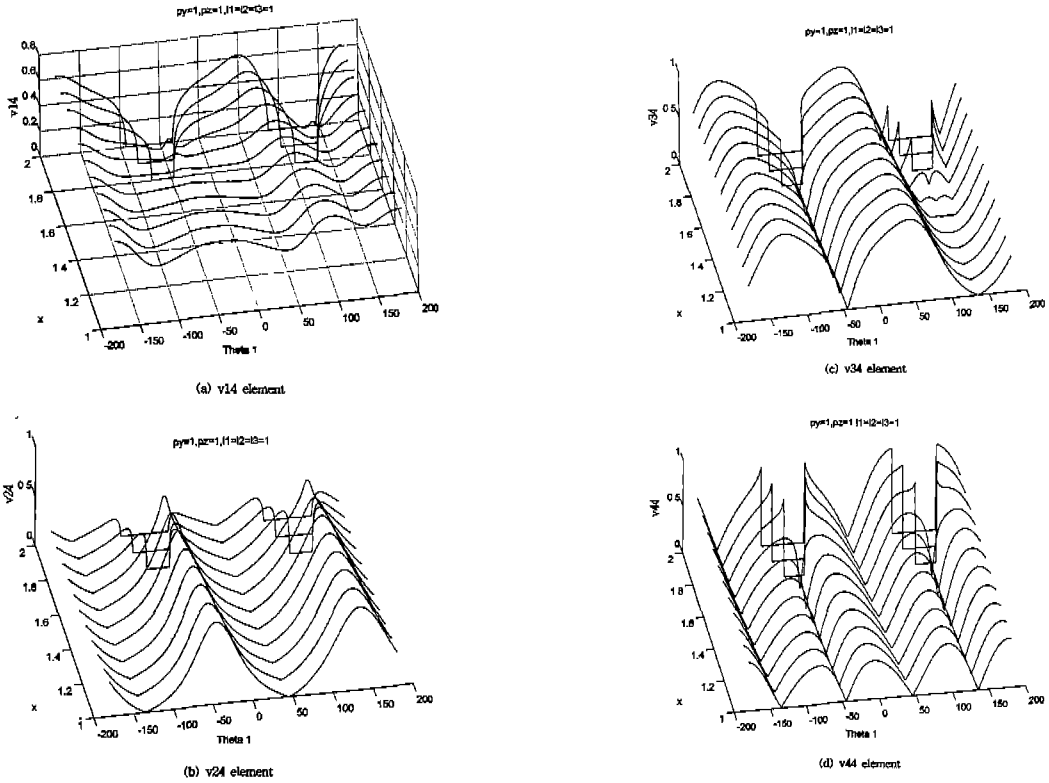 py=1,pz=1,l1=l2=l3=1
0.8
0.6
0.4
0.2
0
v14
2
1.8
1.6
1.4
1.2
1
x
-200 -150 -100 -50 0 50 100 150 200
Theta 1
(a) v14 element
py=1,pz=1,l1=l2=l3=1
1
0.5
0
v34
2
1.8
1.6
1.4
1.2
1
x
-200 -150 -100 -50 0 50 100 150 200
Theta 1
(c) v34 element
py=1,pz=1,l1=l2=l3=1
1
0.5
0
v24
2
1.8
1.6
1.4
1.2
1
x
-200 -150 -100 -50 0 50 100 150 200
Theta 1
(b) v24 element
py=1,pz=1 l1=l2=l3=1
1
0.5
0
v44
2
1.8
1.6
1.4
1.2
1
x
-200 -150 -100 -50 0 50 100 150 200
Theta 1
(d) v44 element